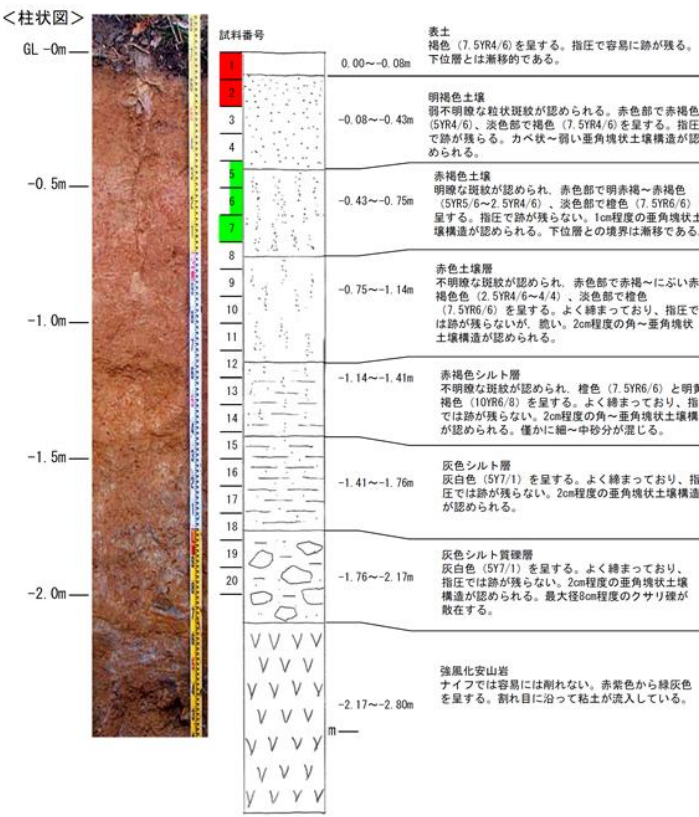 <柱状図>
試料番号
GL -0m
-0.5m
-1.0m
-1.5m
-2.0m
1
2
3
4
5
6
7
8
9
10
11
12
13
14
15
16
17
18
19
20
m
0.00～-0.08m
表土
褐色（7.5YR4/6)を呈する。指圧で容易に跡が残る。
下位層とは漸移的である。
-0.08～-0.43m
明褐色土壌
弱不明瞭な粒状斑紋が認められる。赤色部で赤褐色
(5YR4/6)、淡色部で褐色（7.5YR4/6)を呈する。指圧
で跡が残らる。カベ状～弱い亜角塊状土壌構造が認
められる。
-0.43～-0.75m
赤褐色土壌
明瞭な斑紋が認められ、赤色部で明赤褐～赤褐色
（5YR5/6～2.5YR4/6）、淡色部で橙色（7.5YR6/6）
呈する。指圧で跡が残らない。1cm程度の亜角塊状土
壌構造が認められる。下位層との境界は漸移である。
-0.75～-1.14m
赤色土壌層
不明瞭な斑紋が認められ、赤色部で赤褐～にぶい赤
褐色色（2.5YR4/6～4/4）、淡色部で橙色
（7.5YR6/6）を呈する。よく締まっており、指圧で
は跡が残らないが、脆い。2cm程度の角～亜角塊状
土壌構造が認められる。
-1.14～-1.41m
赤褐色シルト層
不明瞭な斑紋が認められ、橙色（7.5YR6/6）と明黄
褐色（10YR6/8）を呈する。よく締まっており、指
では跡が残らない。2cm程度の角～亜角塊状土壌構
が認められる。僅かに細～中砂分が混じる。
-1.41～-1.76m
灰色シルト層
灰白色（5Y7/1）を呈する。よく締まっており、指
圧では跡が残らない。2cm程度の亜角塊状土壌構造
が認められる。
-1.76～-2.17m
灰色シルト質礫層
灰白色（5Y7/1）を呈する。よく締まっており、
指圧では跡が残らない。2cm程度の亜角塊状土壌
構造が認められる。最大径8cm程度のクサリ礫が
散在する。
-2.17～-2.80m
強風化安山岩
ナイフでは容易には削れない。赤紫色から緑灰色
を呈する。割れ目に沿って粘土が流入している。